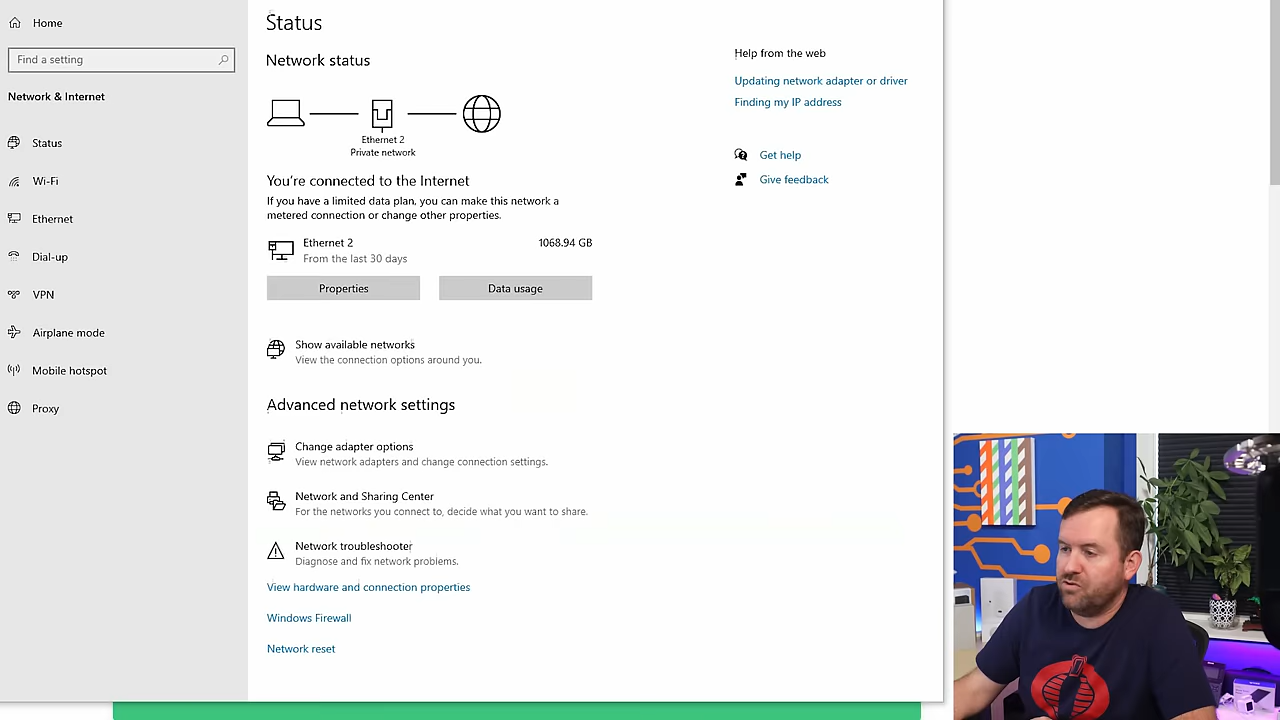 Home
Find a setting
Network & Internet
Status
Wi-Fi
Ethernet
Dial-up
VPN
Airplane mode
Mobile hotspot
Proxy
Status
Network status
Ethernet 2
Private network
You're connected to the Internet
If you have a limited data plan, you can make this network a
metered connection or change other properties.
Ethernet 2
1068.94 GB
From the last 30 days
Properties
Data usage
Show available networks
View the connection options around you.
Advanced network settings
Change adapter options
View network adapters and change connection settings.
Network and Sharing Center
For the networks you connect to, decide what you want to share.
Network troubleshooter
Diagnose and fix network problems.
View hardware and connection properties
Windows Firewall
Network reset
Help from the web
Updating network adapter or driver
Finding my IP address
Get help
Give feedback